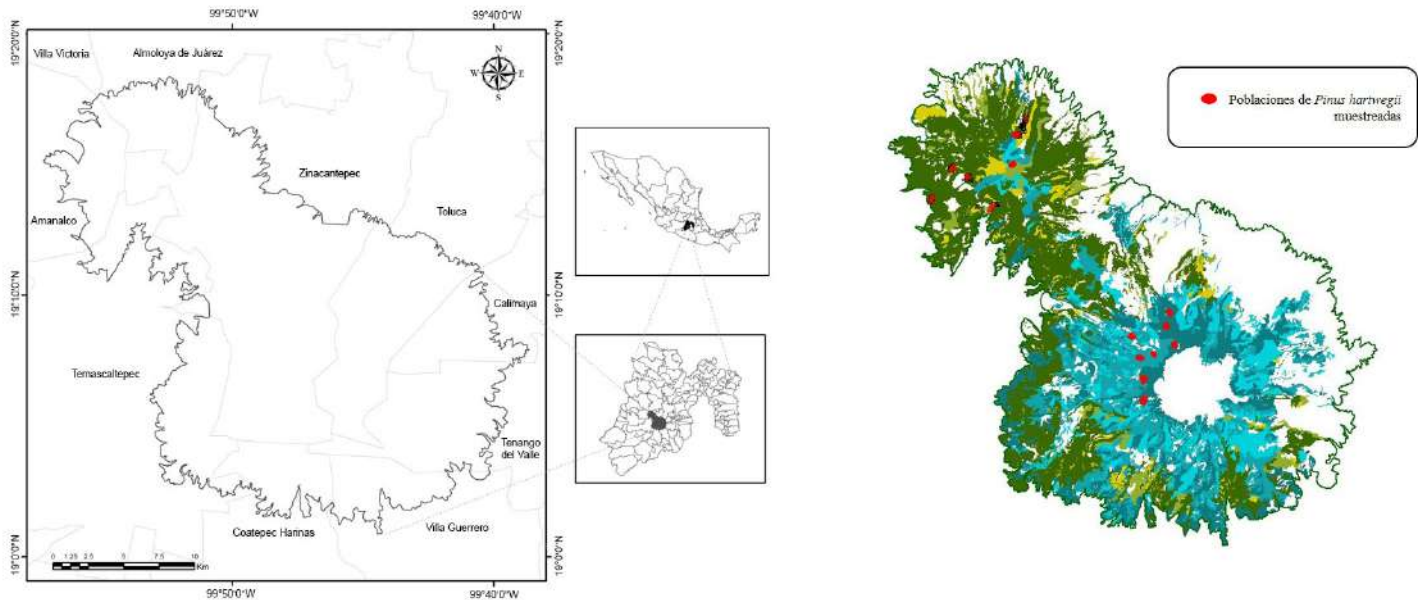 99°50'0"W
99°40'0"W
19°20'0"N
19°20'0"N
Villa Victoria
Almoloya de Juárez
N
W
E
S
Zinacantepec
Toluca
Amanalco
19°10'0"N
19°10'0"N
Calimaya
Temascaltepec
Tenango
del Valle
Coatepec Harinas
Villa Guerrero
0 1.25 2.5 5 7.5 10
Km
19°0'0"N
19°0'0"N
99°50'0"W
99°40'0"W
Poblaciones de Pinus hartwegii
muestreadas